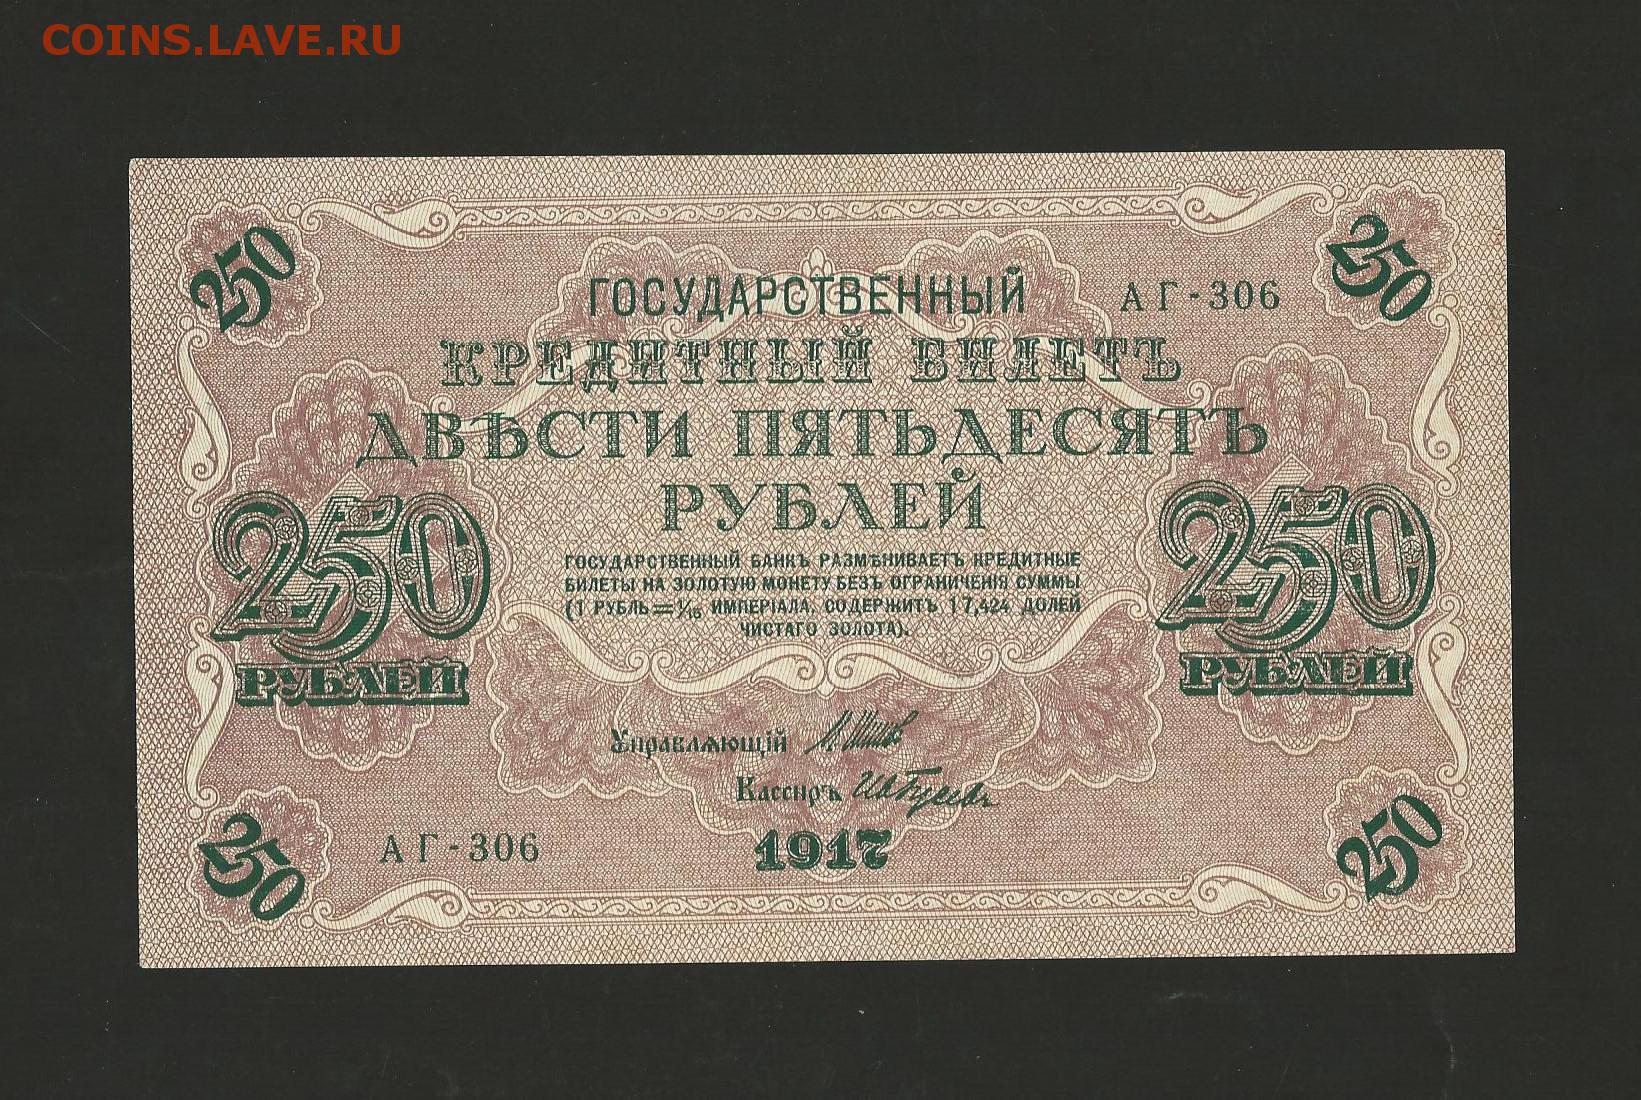 COINS.LAVE.RU
250
250
ГОСУДАРСТВЕННЫЙ
АГ-306
КРЕДИТНЫЙ БИЛЕТЪ
ДВѢСТИ ПЯТЬДЕСЯТЪ
РУБЛЕЙ
250
РУБЛЕЙ
250
РУБЛЕЙ
ГОСУДАРСТВЕННЫЙ БАНКЪ РАЗМѢНИВАЕТЪ КРЕДИТНЫЕ
БИЛЕТЫ НА ЗОЛОТУЮ МОНЕТУ БЕЗЪ ОГРАНИЧЕНІЯ СУММЫ
(1 РУБЛЬ = 1/15 ИМПЕРІАЛА, СОДЕРЖИТЪ 17,424 ДОЛЕЙ
ЧИСТАГО ЗОЛОТА).
Управляющій
Кассиръ
АГ-306
1917
250
250